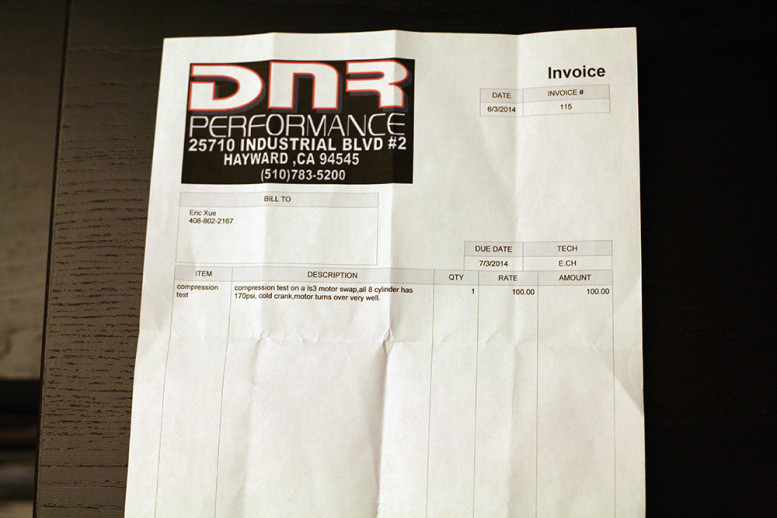 DNR
PERFORMANCE
25710 INDUSTRIAL BLVD #2
HAYWARD ,CA 94545
(510)783-5200
Invoice
DATE INVOICE #
6/3/2014 115
BILL TO
Eric Xue
408-802-2167
DUE DATE TECH
7/3/2014 E.CH
ITEM DESCRIPTION QTY RATE AMOUNT
compression compression test on a ls3 motor swap,all 8 cylinder has 1 100.00 100.00
test 170psi, cold crank,motor turns over very well.